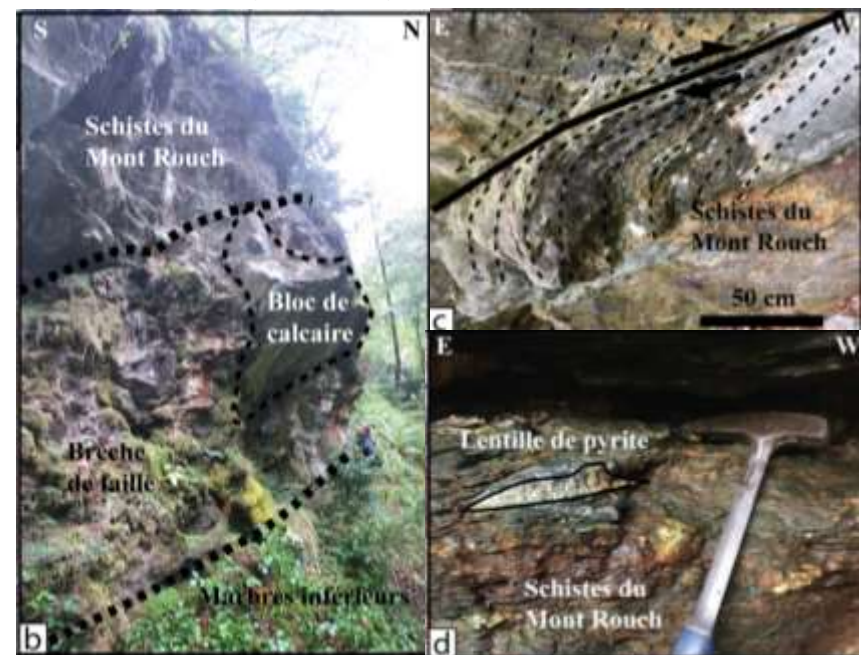 S N
Schistes du
Mont Rouch
Bloc de
calcaire
Brèche
de faille
Marbres inférieurs
b
E W
Schistes du
Mont Rouch
50 cm
c
E W
Lentille de pyrite
Schistes du
Mont Rouch
d